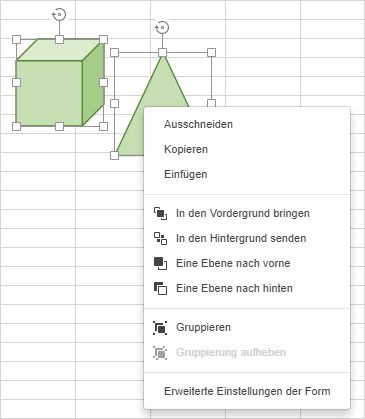 Ausschneiden
Kopieren
Einfügen
In den Vordergrund bringen
In den Hintergrund senden
Eine Ebene nach vorne
Eine Ebene nach hinten
Gruppieren
Gruppierung aufheben
Erweiterte Einstellungen der Form